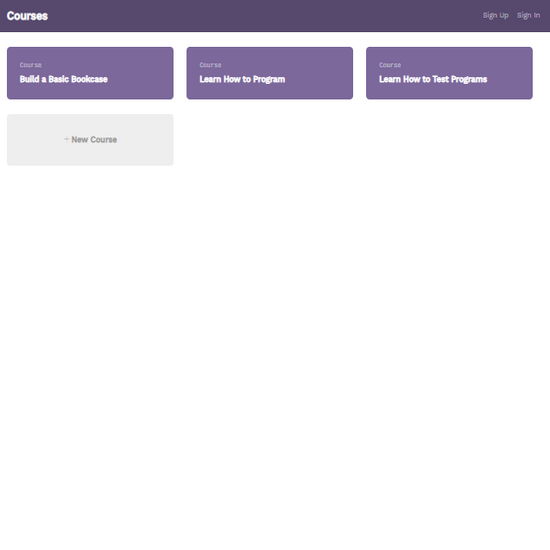 Courses
Sign Up Sign In
Course
Build a Basic Bookcase
Course
Learn How to Program
Course
Learn How to Test Programs
+ New Course